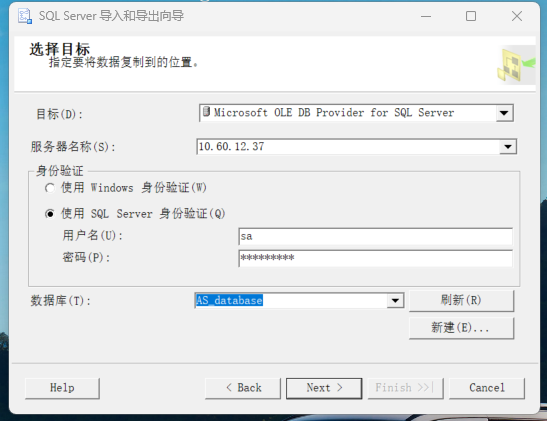 SQL Server 导入和导出向导
选择目标
指定要将数据复制到的位置。
目标(D): Microsoft OLE DB Provider for SQL Server
服务器名称(S): 10.60.12.37
身份验证
使用 Windows 身份验证(W)
使用 SQL Server 身份验证(Q)
用户名(U): sa
密码(P): *********
数据库(T): AS_database 刷新(R)
新建(E)...
Help < Back Next > Finish >>| Cancel